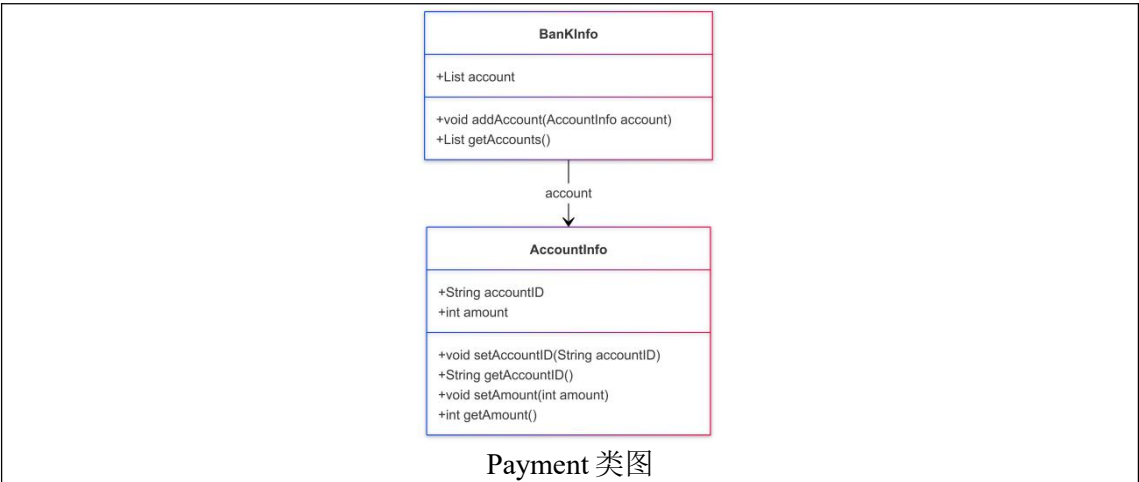 BanKInfo
+List account
+void addAccount(AccountInfo account)
+List getAccounts()
account
AccountInfo
+String accountID
+int amount
+void setAccountID(String accountID)
+String getAccountID()
+void setAmount(int amount)
+int getAmount()
Payment 类图